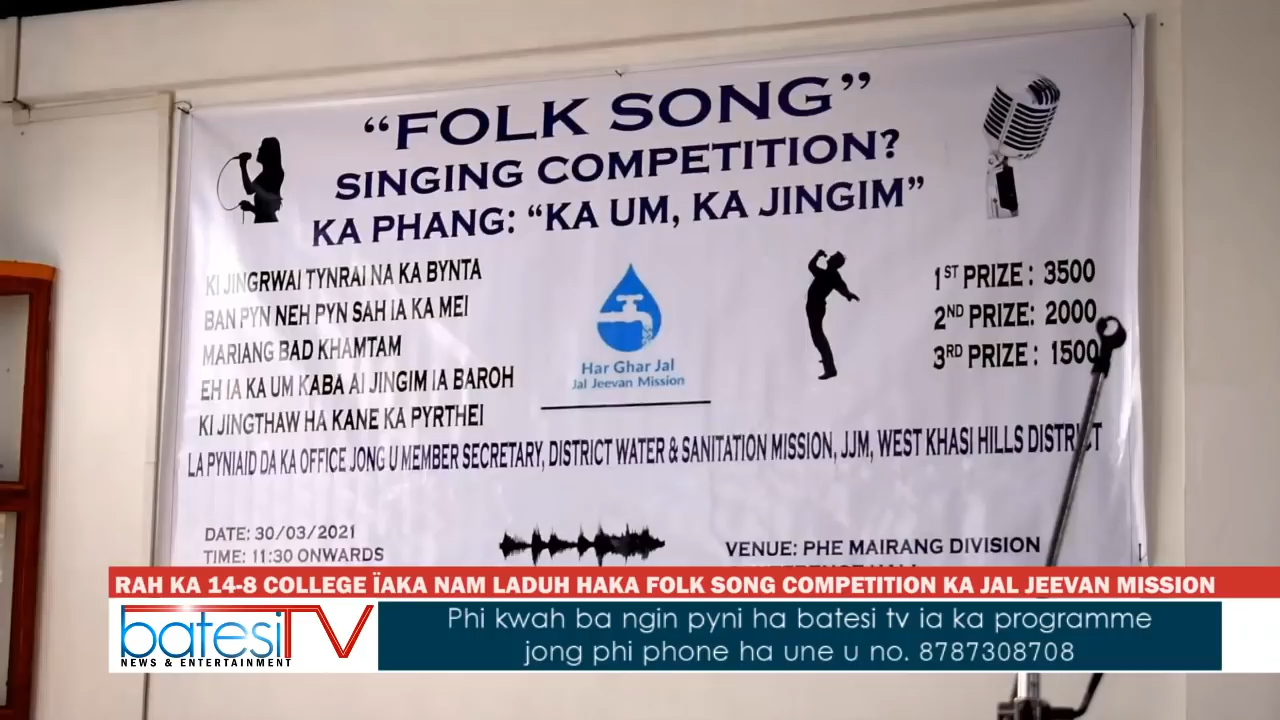 “FOLK SONG”
SINGING COMPETITION?
KA PHANG: “KA UM, KA JINGIM”
KI JINGRWAI TYNRAI NA KA BYNTA
BAN PYN NEH PYN SAH IA KA MEI
MARIANG BAD KHAMTAM
EH IA KA UM KABA AI JINGIM IA BAROH
KI JINGTHAW HA KANE KA PYRTHEI
Har Ghar Jal
Jal Jeevan Mission
1ST PRIZE : 3500
2ND PRIZE: 2000
3RD PRIZE : 1500
LA PYNIAID DA KA OFFICE JONG U MEMBER SECRETARY, DISTRICT WATER & SANITATION MISSION, JJM, WEST KHASI HILLS DISTRICT
DATE: 30/03/2021
TIME: 11:30 ONWARDS
VENUE: PHE MAIRANG DIVISION
RAH KA 14-8 COLLEGE ÏAKA NAM LADUH HAKA FOLK SONG COMPETITION KA JAL JEEVAN MISSION
batesi TV
NEWS & ENTERTAINMENT
Phi kwah ba ngin pyni ha batesi tv ia ka programme
jong phi phone ha une u no. 8787308708